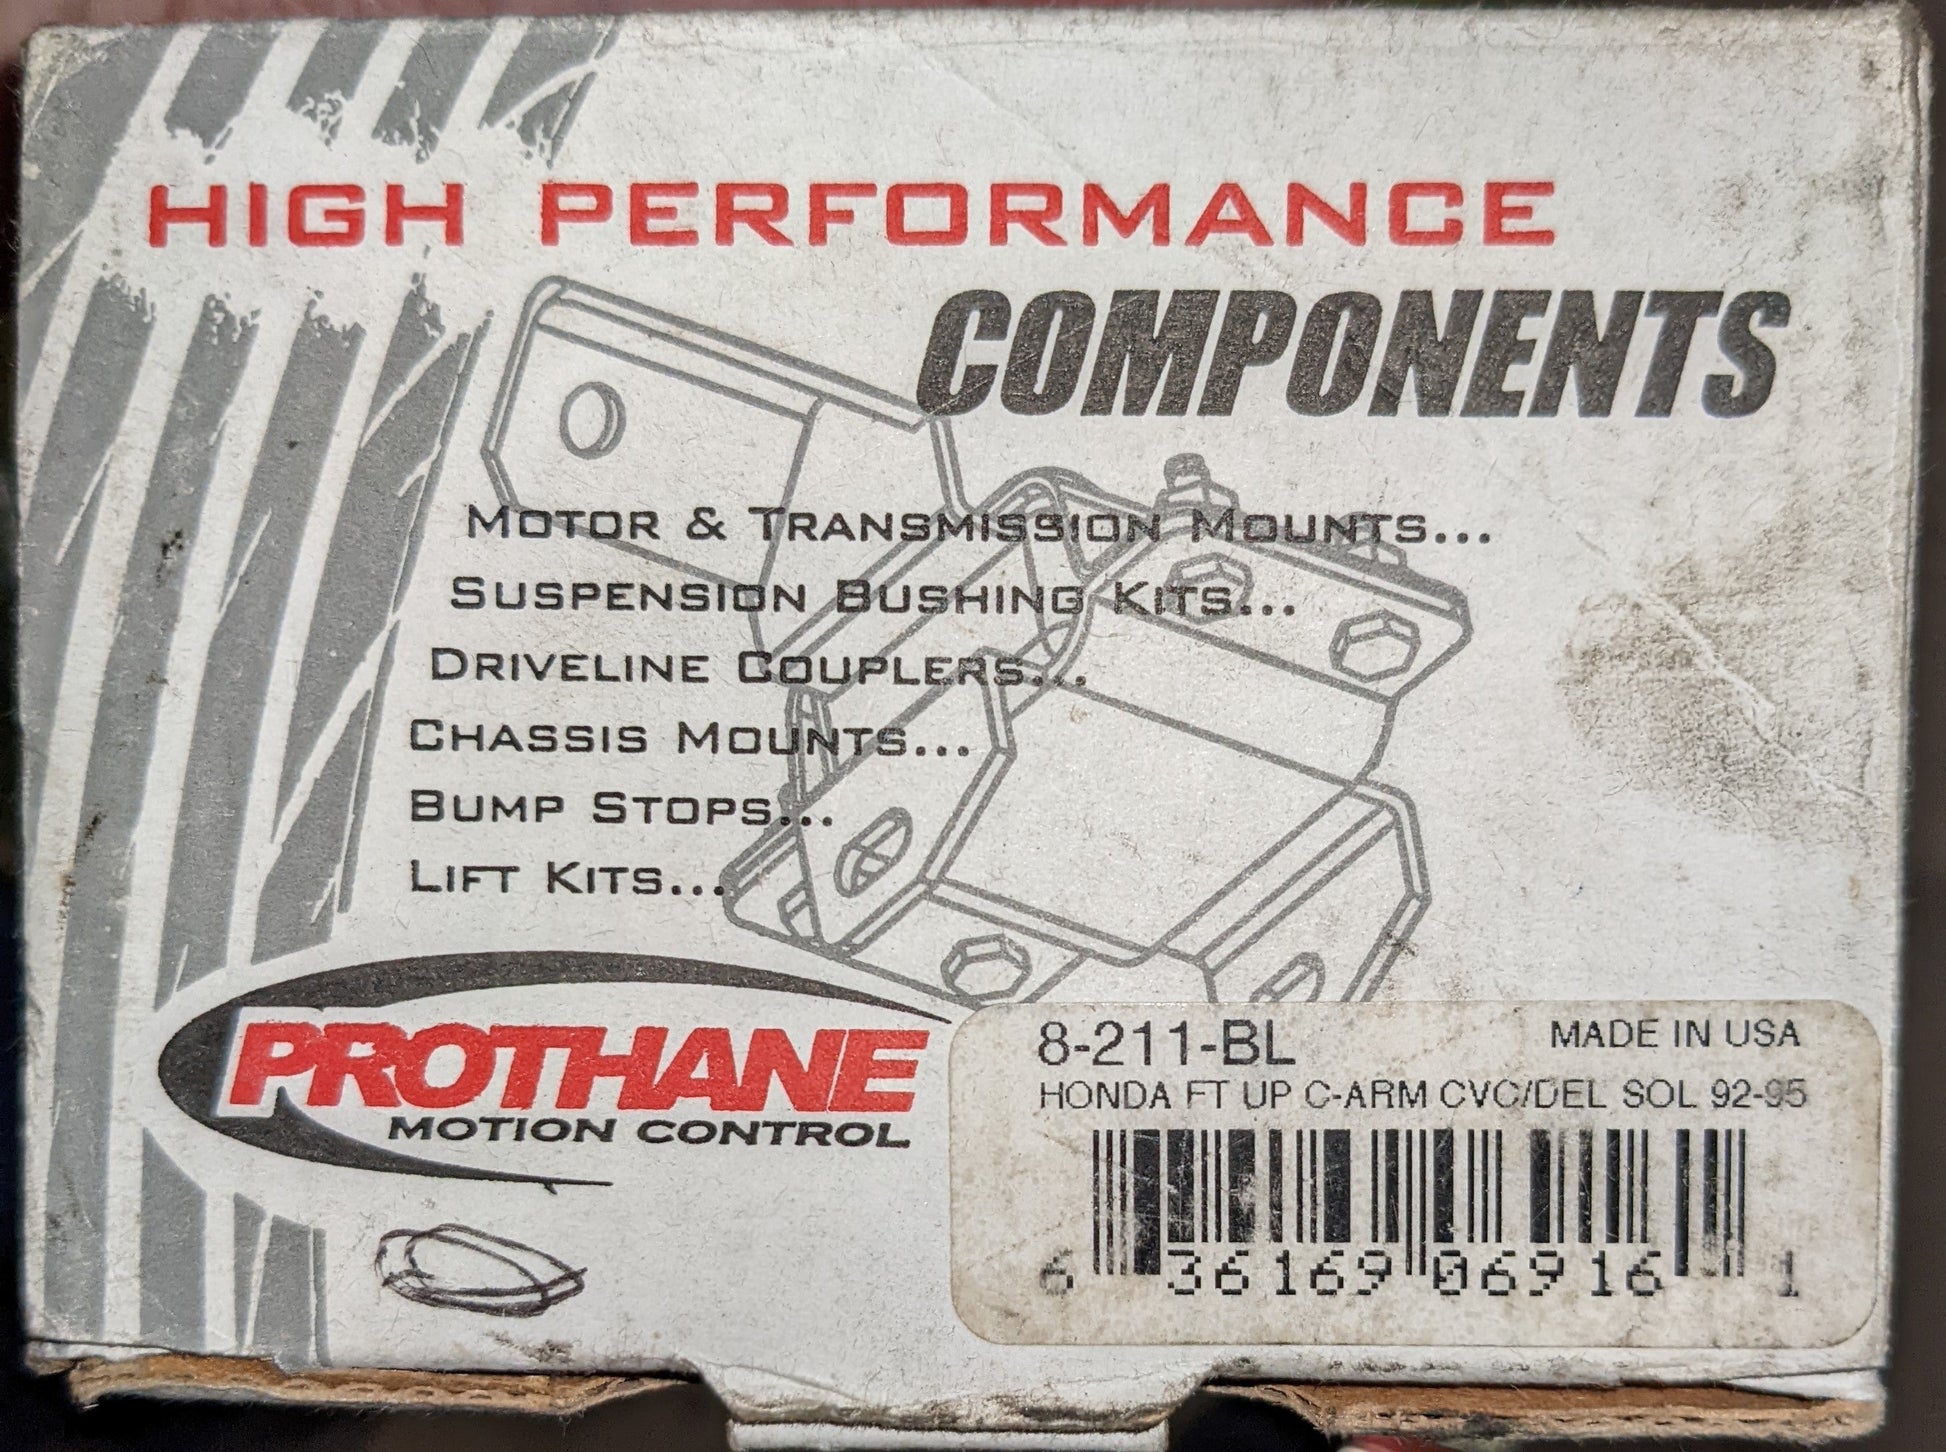 HIGH PERFORMANCE
COMPONENTS
MOTOR & TRANSMISSION MOUNTS...
SUSPENSION BUSHING KITS...
DRIVELINE COUPLERS...
CHASSIS MOUNTS...
BUMP STOPS...
LIFT KITS...
PROTHANE
MOTION CONTROL
8-211-BL MADE IN USA
HONDA FT UP C-ARM CVC/DEL SOL 92-95
6 36169 06916 1